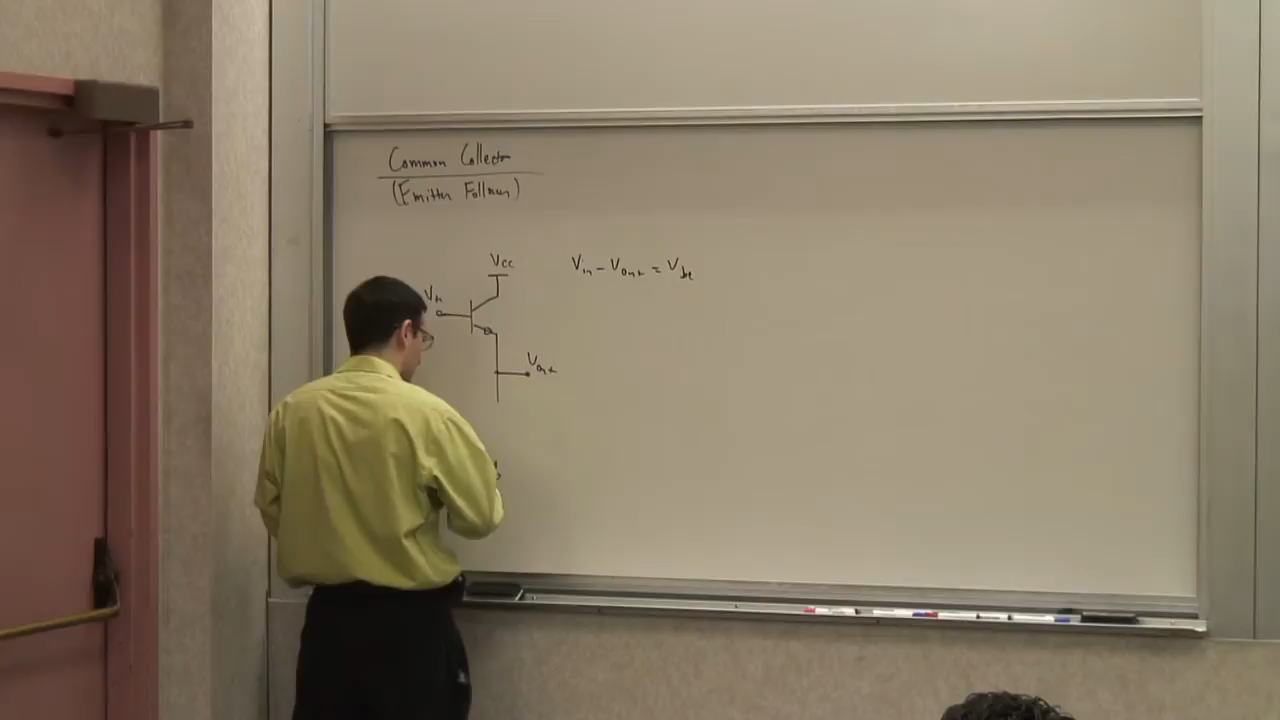 Common Collector
(Emitter Follower)
Vcc
Vin - Vout = Vbe
Vin
Vout